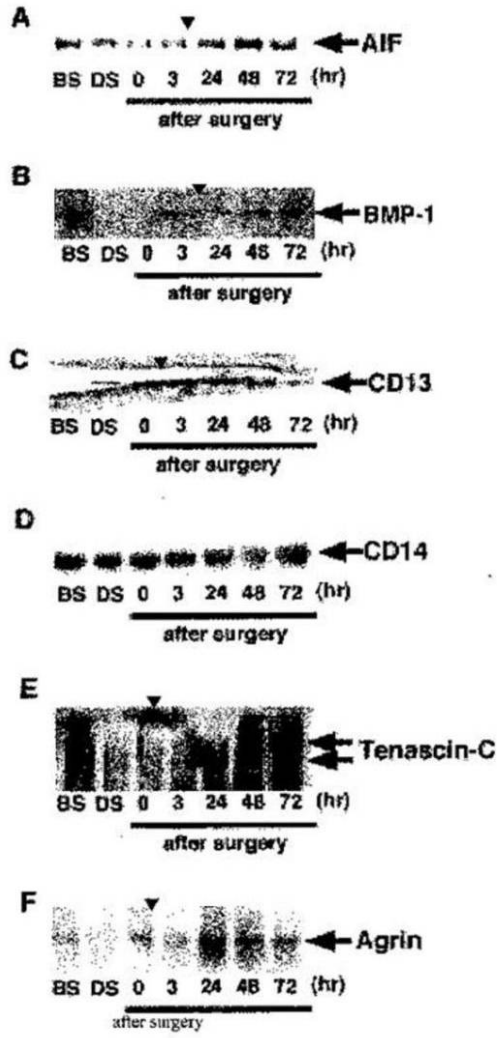 A
AIF
BS DS 0 3 24 48 72 (hr)
after surgery
B
BMP-1
BS DS 0 3 24 48 72 (hr)
after surgery
C
CD13
BS DS 0 3 24 48 72 (hr)
after surgery
D
CD14
BS DS 0 3 24 48 72 (hr)
after surgery
E
Tenascin-C
BS DS 0 3 24 48 72 (hr)
after surgery
F
Agrin
BS DS 0 3 24 48 72 (hr)
after surgery